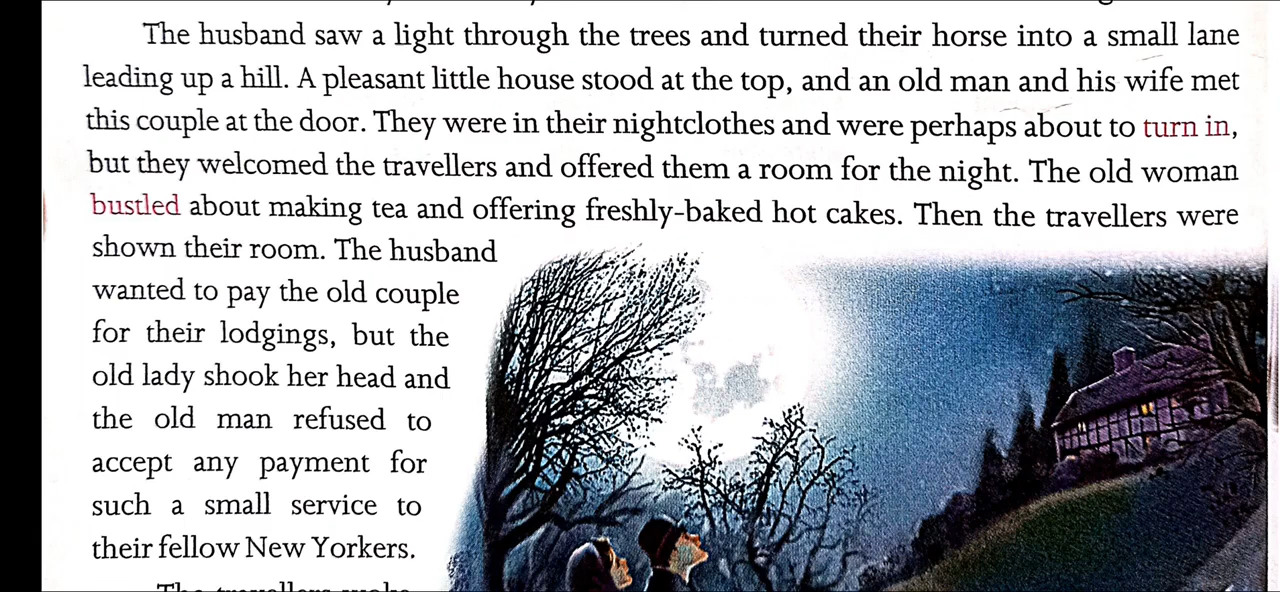 The husband saw a light through the trees and turned their horse into a small lane
leading up a hill. A pleasant little house stood at the top, and an old man and his wife met
this couple at the door. They were in their nightclothes and were perhaps about to turn in,
but they welcomed the travellers and offered them a room for the night. The old woman
bustled about making tea and offering freshly-baked hot cakes. Then the travellers were
shown their room. The husband
wanted to pay the old couple
for their lodgings, but the
old lady shook her head and
the old man refused to
accept any payment for
such a small service to
their fellow New Yorkers.
The travellers woke